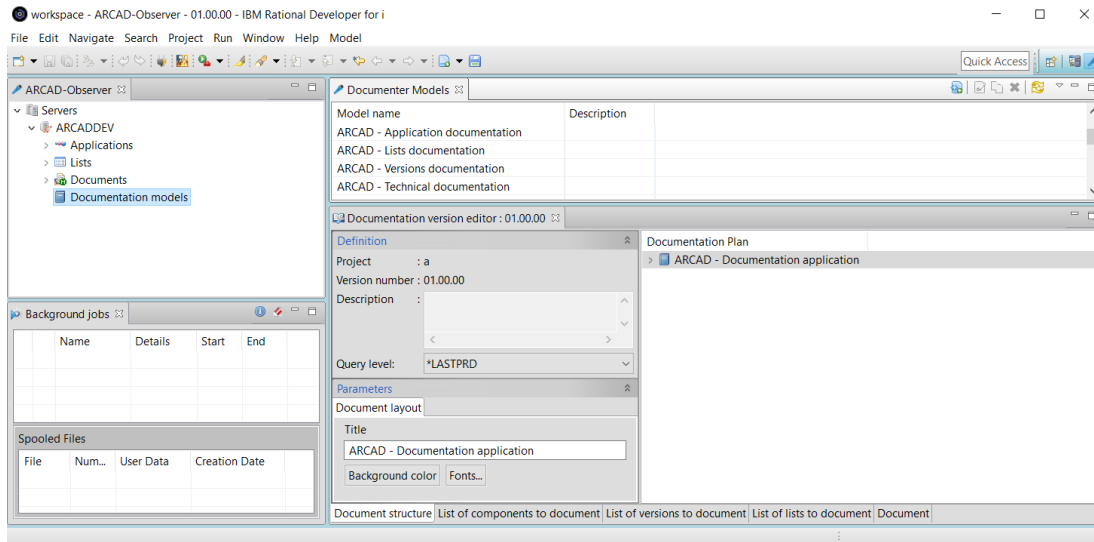 workspace - ARCAD-Observer - 01.00.00 - IBM Rational Developer for i
File Edit Navigate Search Project Run Window Help Model
Quick Access
ARCAD-Observer
Servers
ARCADDEV
Applications
Lists
Documents
Documentation models
Documenter Models
Model name Description
ARCAD - Application documentation
ARCAD - Lists documentation
ARCAD - Versions documentation
ARCAD - Technical documentation
Background jobs
Name Details Start End
Spooled Files
File Num... User Data Creation Date
Documentation version editor : 01.00.00
Definition
Project : a
Version number : 01.00.00
Description :
Query level: *LASTPRD
Parameters
Document layout
Title
ARCAD - Documentation application
Background color Fonts...
Documentation Plan
ARCAD - Documentation application
Document structure List of components to document List of versions to document List of lists to document Document